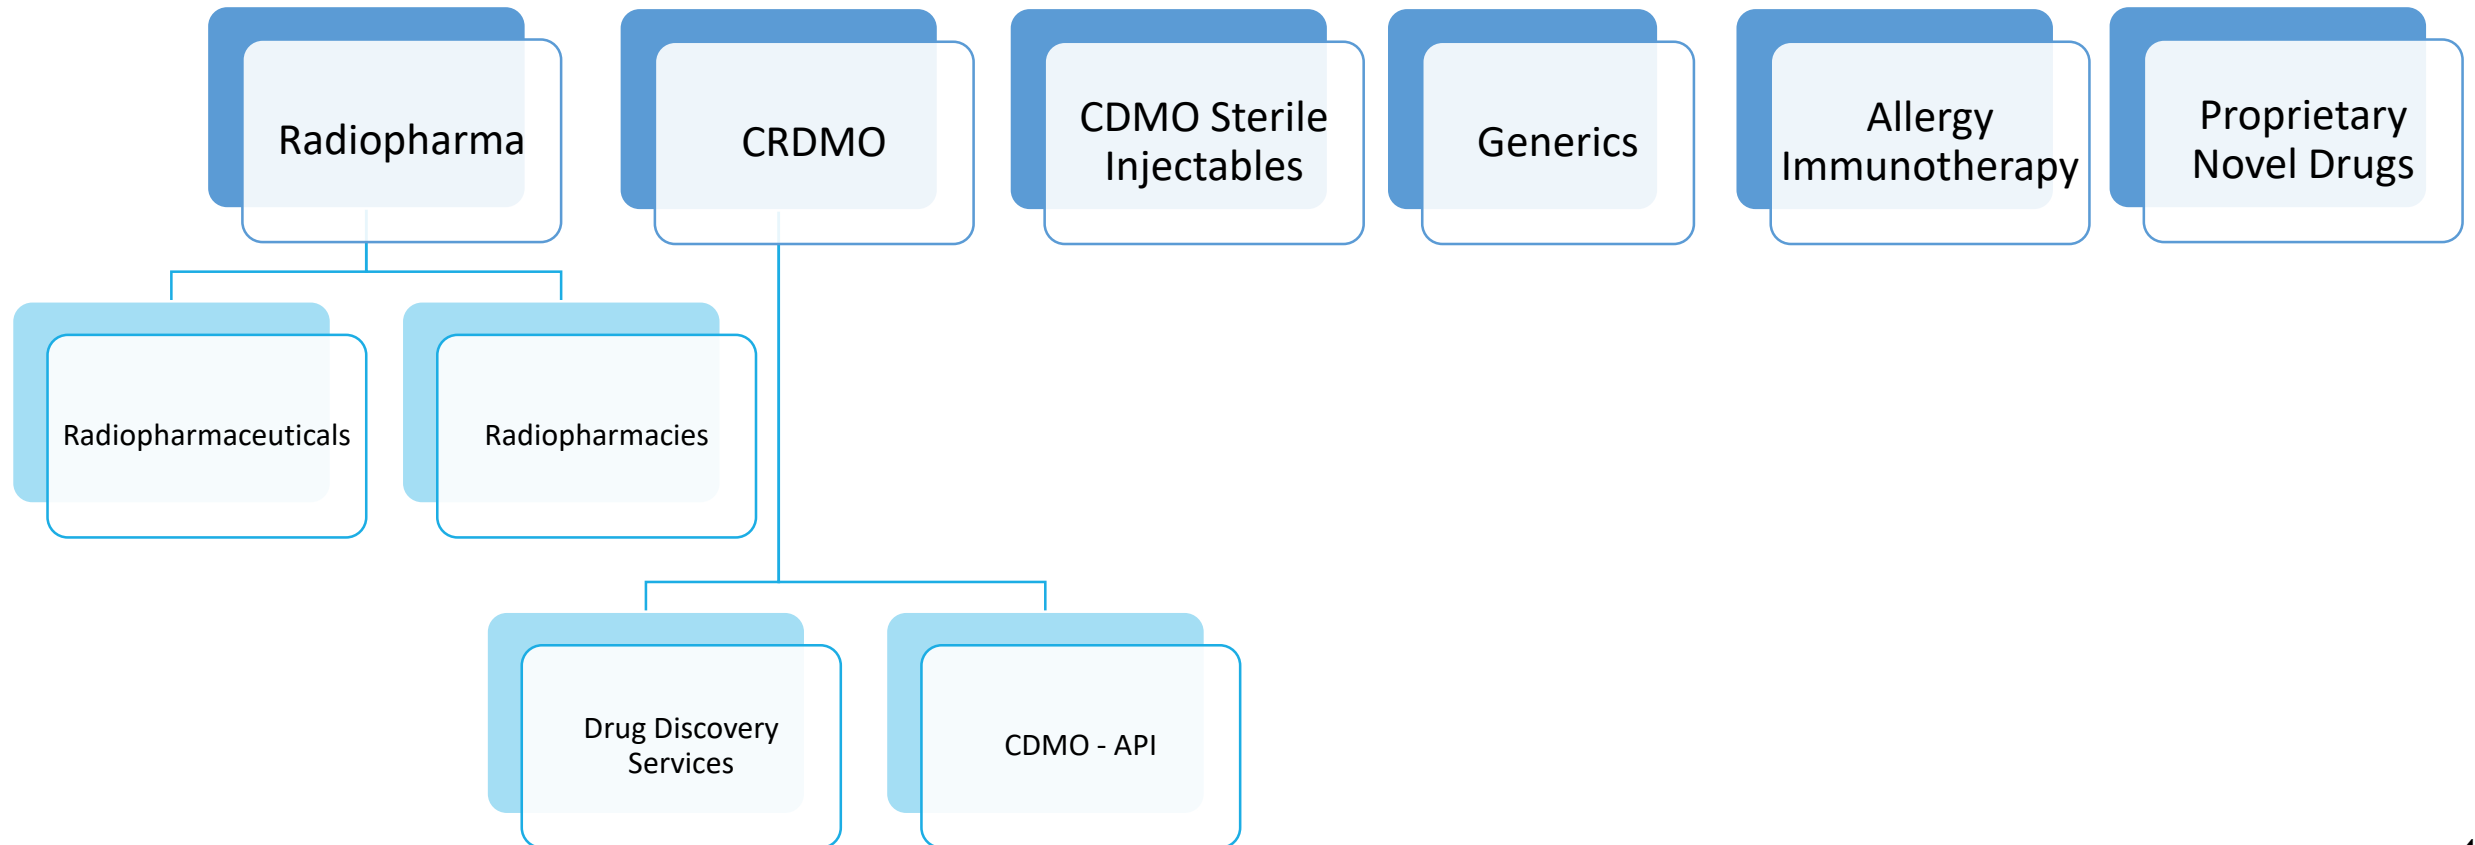 Radiopharma
CRDMO
CDMO Sterile
Injectables
Generics
Allergy
Immunotherapy
Proprietary
Novel Drugs
Radiopharmaceuticals
Radiopharmacies
Drug Discovery
Services
CDMO - API